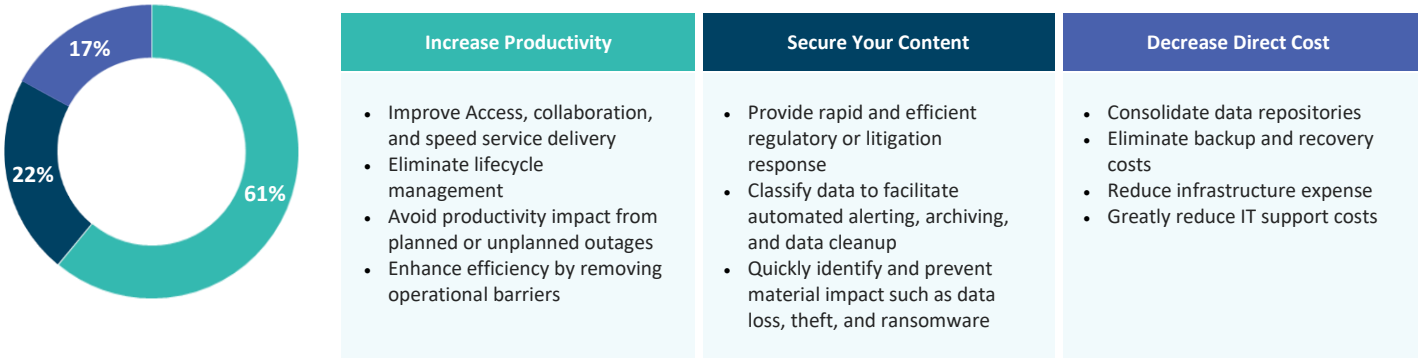 17%
22%
61%
Increase Productivity
• Improve Access, collaboration,
and speed service delivery
• Eliminate lifecycle
management
• Avoid productivity impact from
planned or unplanned outages
• Enhance efficiency by removing
operational barriers
Secure Your Content
• Provide rapid and efficient
regulatory or litigation
response
• Classify data to facilitate
automated alerting, archiving,
and data cleanup
• Quickly identify and prevent
material impact such as data
loss, theft, and ransomware
Decrease Direct Cost
• Consolidate data repositories
• Eliminate backup and recovery
costs
• Reduce infrastructure expense
• Greatly reduce IT support costs